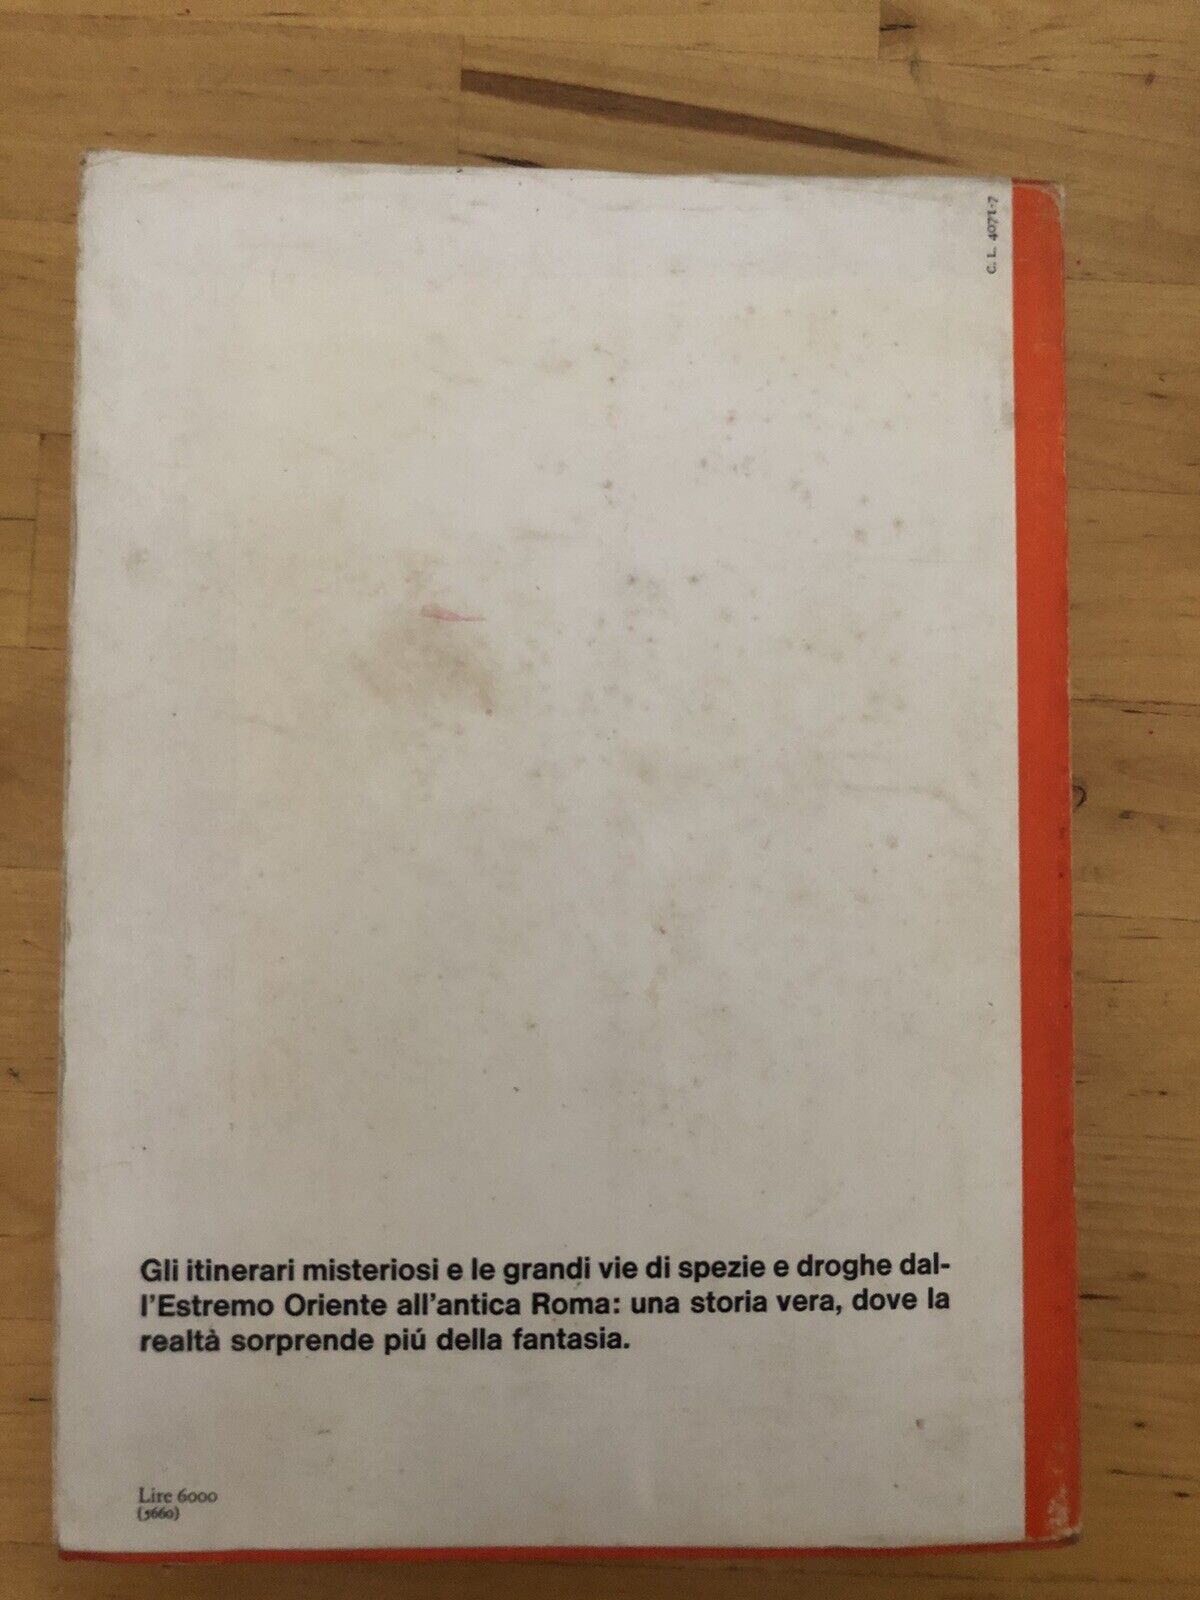 C. L. 4071-7
Gli itinerari misteriosi e le grandi vie di spezie e droghe dal-
l'Estremo Oriente all'antica Roma: una storia vera, dove la
realtà sorprende piú della fantasia.
Lire 6000
(5660)